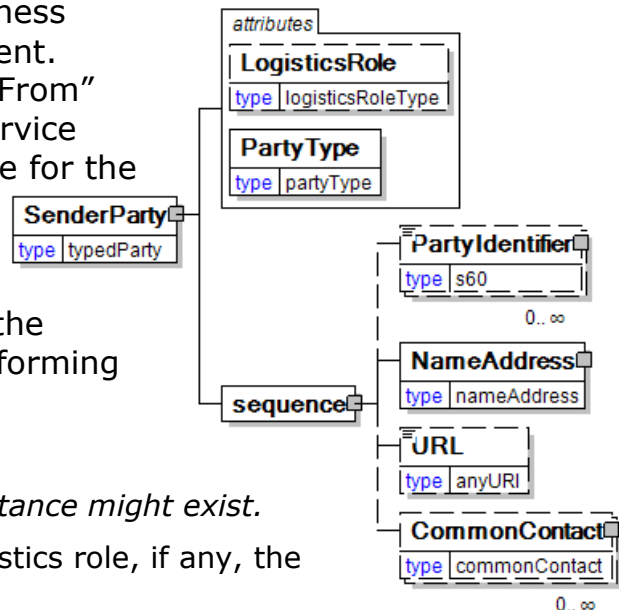 ness
ent.
From”
rvice
e for the
the
forming
tance might exist.
stics role, if any, the
attributes
LogisticsRole
type logisticsRoleType
PartyType
type partyType
SenderParty
type typedParty
sequence
PartyIdentifier
type s60
0.. ∞
NameAddress
type nameAddress
URL
type anyURI
CommonContact
type commonContact
0.. ∞